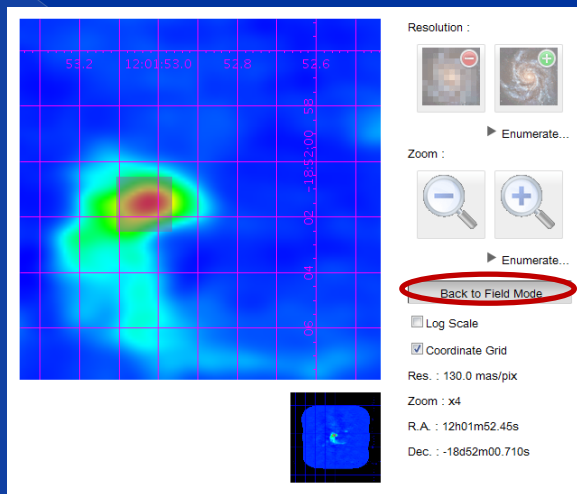 53.2 12:01:53.0 52.8 52.6
58
-18:52:00
02
04
06
Resolution :
Enumerate...
Zoom :
Enumerate...
Back to Field Mode
Log Scale
Coordinate Grid
Res. : 130.0 mas/pix
Zoom : x4
R.A. : 12h01m52.45s
Dec. : -18d52m00.710s